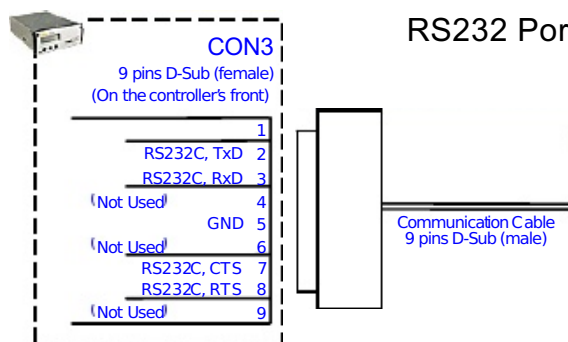 RS232 Por
CON3
9 pins D-Sub (female)
(On the controller's front)
1
RS232C, TxD 2
RS232C, RxD 3
(Not Used) 4
GND 5
(Not Used) 6
RS232C, CTS 7
RS232C, RTS 8
(Not Used) 9
Communication Cable
9 pins D-Sub (male)